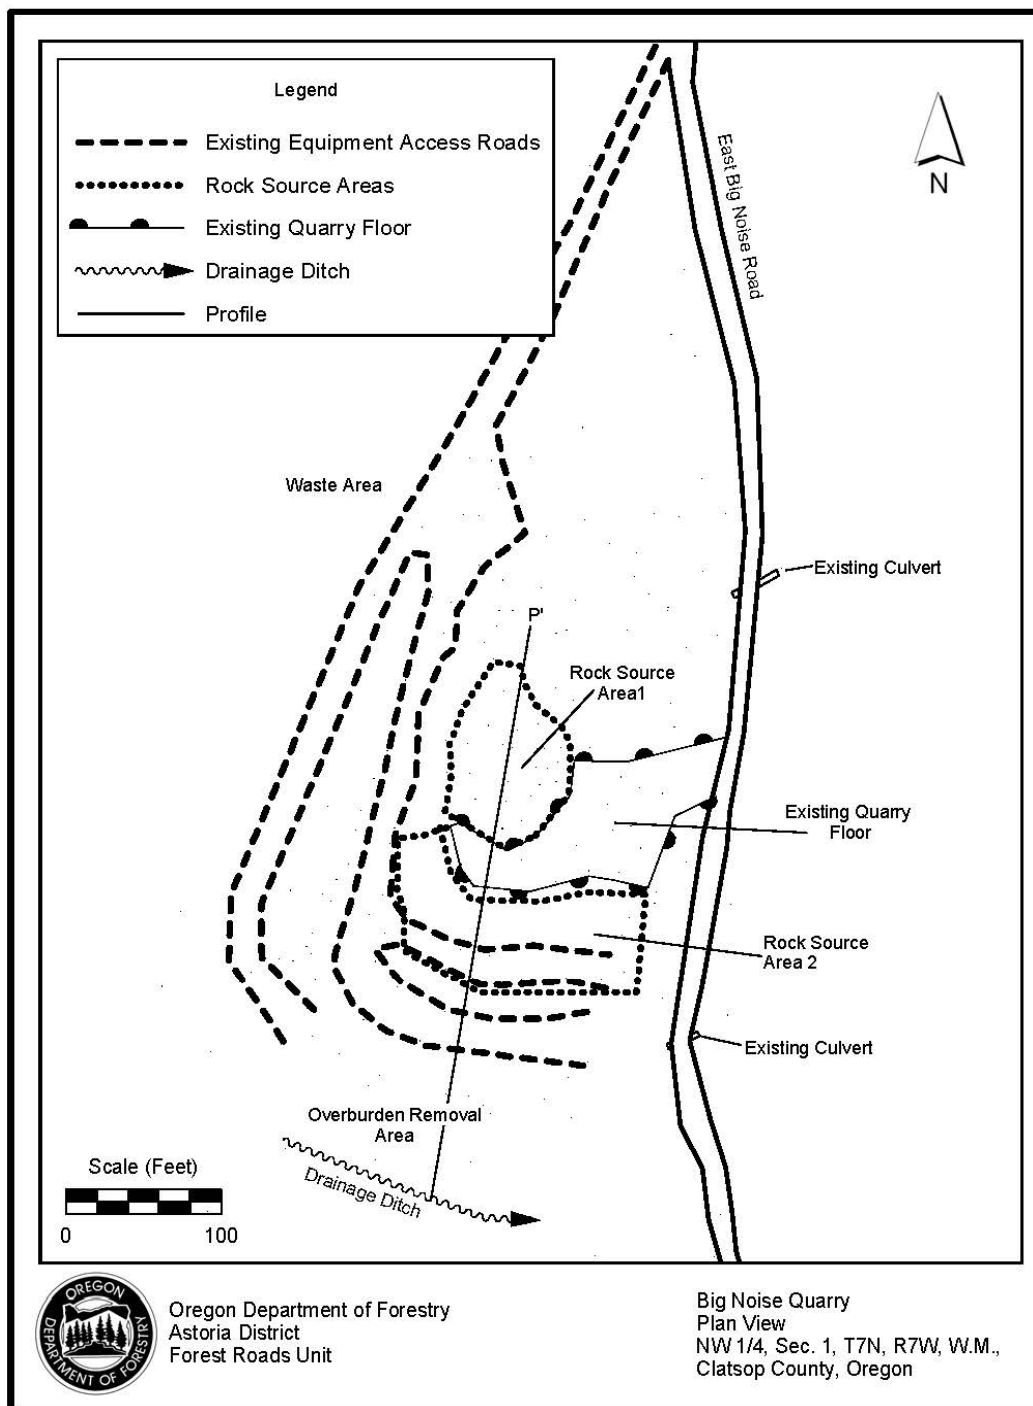 Legend
Existing Equipment Access Roads
Rock Source Areas
Existing Quarry Floor
Drainage Ditch
Profile
East Big Noise Road
N
Waste Area
Existing Culvert
P'
Rock Source
Area1
Existing Quarry
Floor
Rock Source
Area 2
Existing Culvert
Overburden Removal
Area
Drainage Ditch
Scale (Feet)
0 100
OREGON
DEPARTMENT OF FORESTRY
Oregon Department of Forestry
Astoria District
Forest Roads Unit
Big Noise Quarry
Plan View
NW 1/4, Sec. 1, T7N, R7W, W.M.,
Clatsop County, Oregon